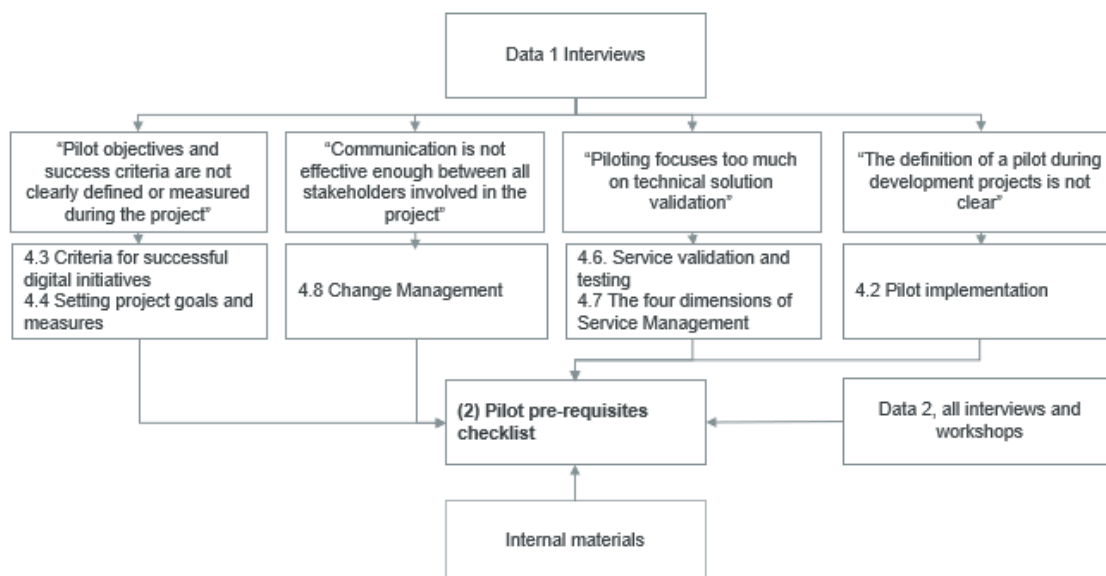 Data 1 Interviews
“Pilot objectives and
success criteria are not
clearly defined or measured
during the project”
“Communication is not
effective enough between all
stakeholders involved in the
project”
“Piloting focuses too much
on technical solution
validation”
“The definition of a pilot during
development projects is not
clear”
4.3 Criteria for successful
digital initiatives
4.4 Setting project goals and
measures
4.8 Change Management
4.6. Service validation and
testing
4.7 The four dimensions of
Service Management
4.2 Pilot implementation
(2) Pilot pre-requisites
checklist
Data 2, all interviews and
workshops
Internal materials